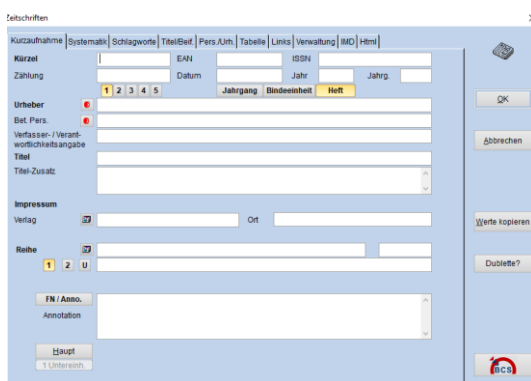 Zeitschriften
Kurzaufnahme Systematik Schlagworte Titel/Beif. Pers./Urh. Tabelle Links Verwaltung IMD Html
Kürzel EAN ISSN
Zählung Datum Jahr Jahrg.
1 2 3 4 5 Jahrgang Bindeeinheit Heft
OK
Urheber
Bet. Pers.
Verfasser- / Verant-
wortlichkeitsangabe
Abbrechen
Titel
Titel-Zusatz
Impressum
Verlag Ort
Werte kopieren
Reihe
1 2 U
Dublette?
FN / Anno.
Annotation
Haupt
1 Untereinh.
BCS